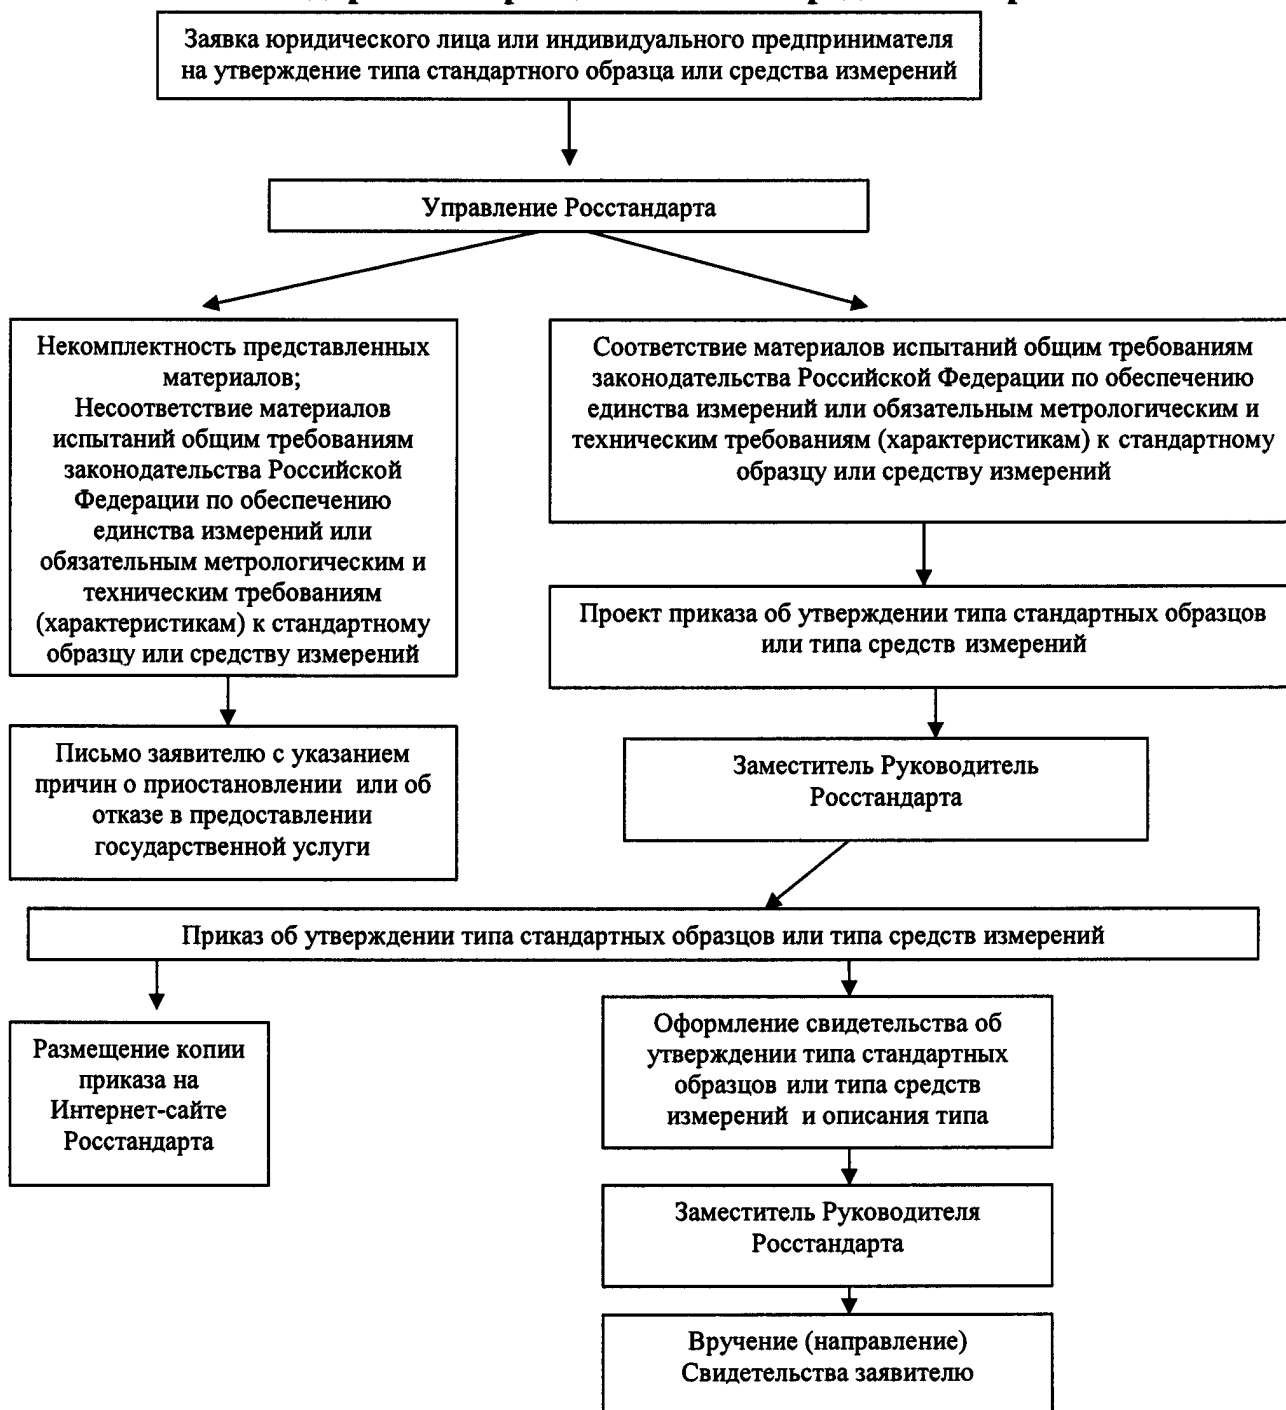 Заявка юридического лица или индивидуального предпринимателя
на утверждение типа стандартного образца или средства измерений
Управление Росстандарта
Некомплектность представленных
материалов;
Несоответствие материалов
испытаний общим требованиям
законодательства Российской
Федерации по обеспечению
единства измерений или
обязательным метрологическим и
техническим требованиям
(характеристикам) к стандартному
образцу или средству измерений
Соответствие материалов испытаний общим требованиям
законодательства Российской Федерации по обеспечению
единства измерений или обязательным метрологическим и
техническим требованиям (характеристикам) к стандартному
образцу или средству измерений
Проект приказа об утверждении типа стандартных образцов
или типа средств измерений
Письмо заявителю с указанием
причин о приостановлении или об
отказе в предоставлении
государственной услуги
Заместитель Руководитель
Росстандарта
Приказ об утверждении типа стандартных образцов или типа средств измерений
Размещение копии
приказа на
Интернет-сайте
Росстандарта
Оформление свидетельства об
утверждении типа стандартных
образцов или типа средств
измерений и описания типа
Заместитель Руководителя
Росстандарта
Вручение (направление)
Свидетельства заявителю